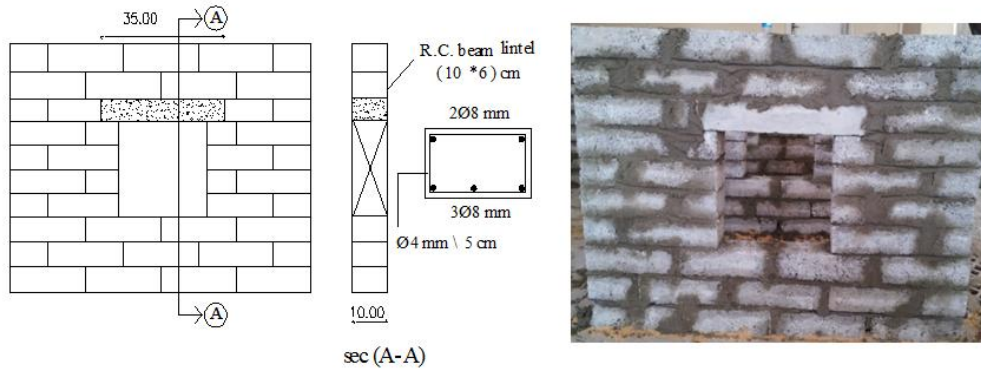 35.00
A
R.C. beam lintel
(10 *6) cm
2Ø8 mm
3Ø8 mm
Ø4 mm \ 5 cm
A
10.00
sec (A-A)